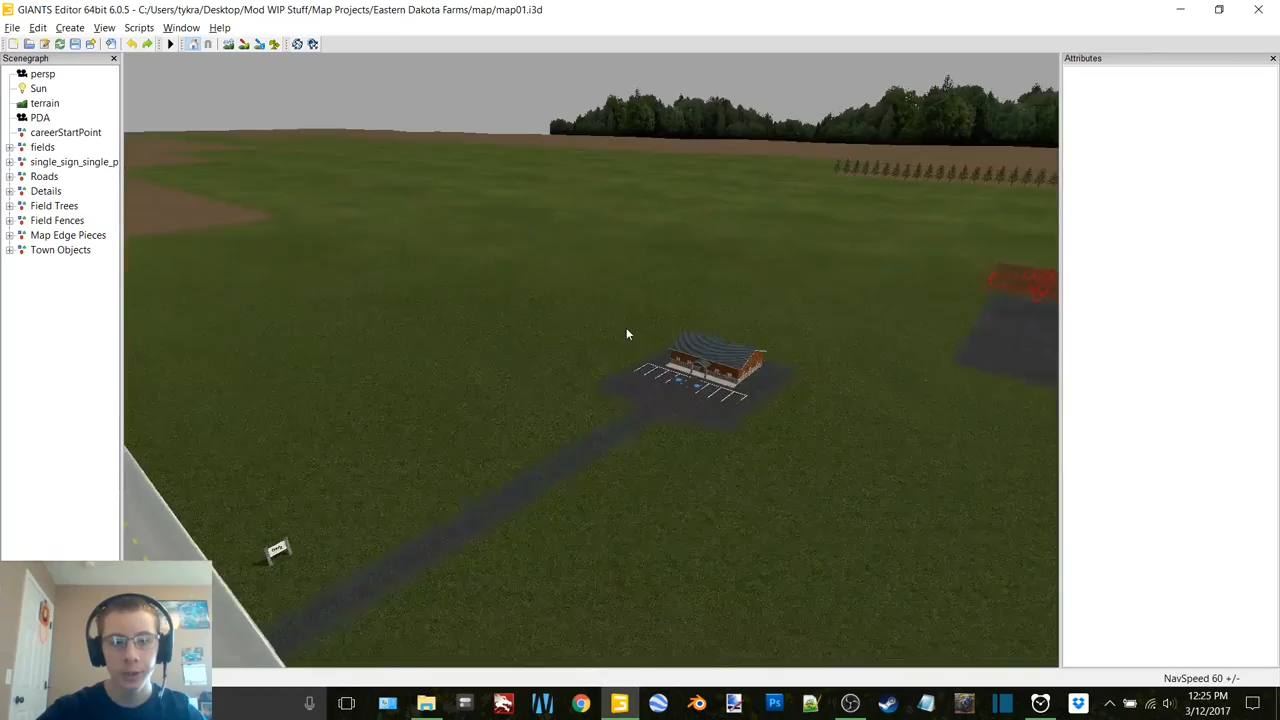 GIANTS Editor 64bit 6.0.5 - C:/Users/tykra/Desktop/Mod WIP Stuff/Map Projects/Eastern Dakota Farms/map/map01.i3d
File Edit Create View Scripts Window Help
Scenegraph
Attributes
persp
Sun
terrain
PDA
careerStartPoint
fields
single_sign_single_p
Roads
Details
Field Trees
Field Fences
Map Edge Pieces
Town Objects
NavSpeed 60 +/-
Ps
12:25 PM
3/12/2017